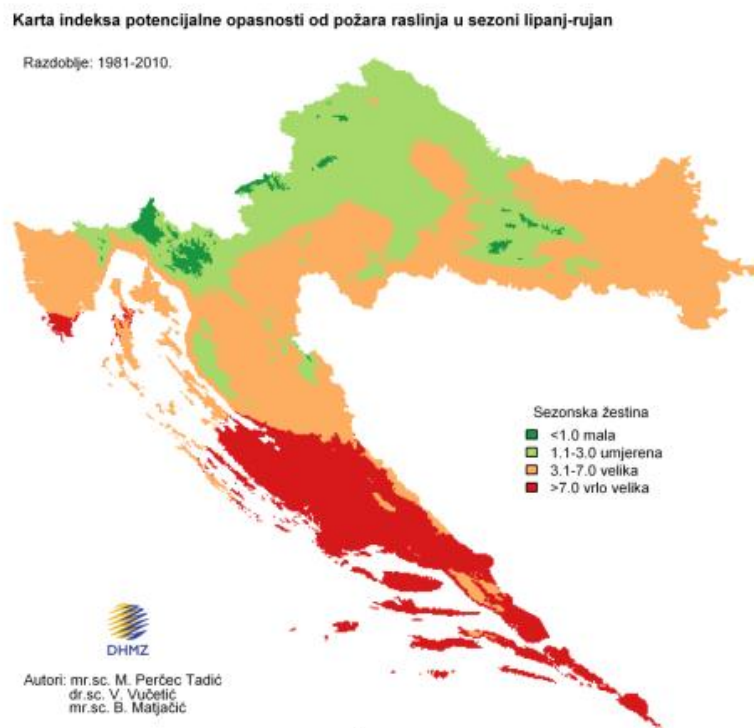 Karta indeksa potencijalne opasnosti od požara raslinja u sezoni lipanj-rujan
Razdoblje: 1981-2010.
Sezonska žestina
<1.0 mala
1.1-3.0 umjerena
3.1-7.0 velika
>7.0 vrlo velika
DHMZ
Autori: mr.sc. M. Perčec Tadić
dr.sc. V. Vučetić
mr.sc. B. Matjačić